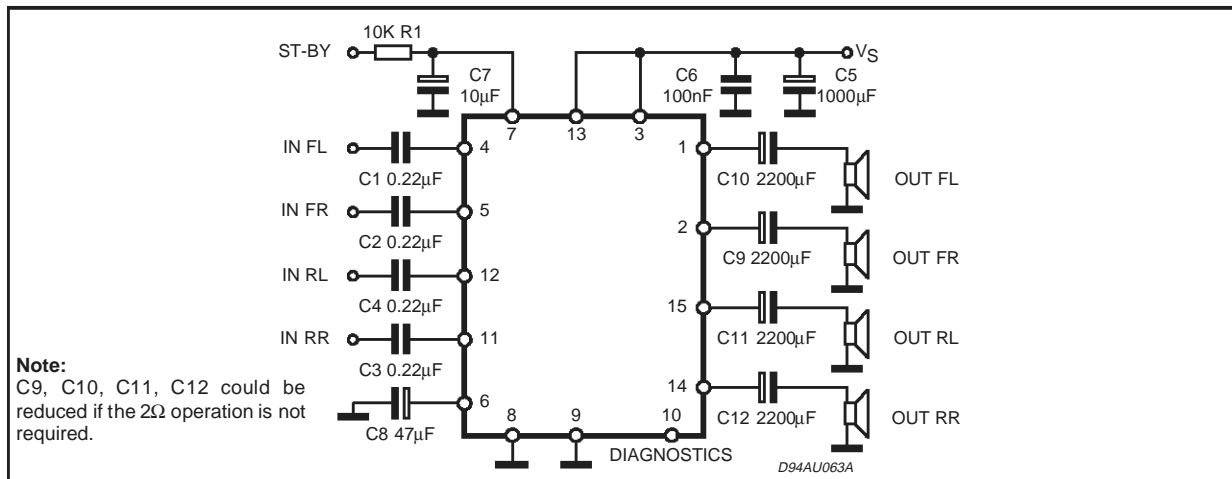 10K R1
ST-BY
C7
10µF
C6
100nF
C5
1000µF
VS
7
13
3
IN FL
4
C1 0.22µF
1
C10 2200µF
OUT FL
IN FR
5
C2 0.22µF
2
C9 2200µF
OUT FR
IN RL
12
C4 0.22µF
15
C11 2200µF
OUT RL
IN RR
11
C3 0.22µF
14
C12 2200µF
OUT RR
Note:
C9, C10, C11, C12 could be
reduced if the 2Ω operation is not
required.
6
C8 47µF
8
9
10
DIAGNOSTICS
D94AU063A